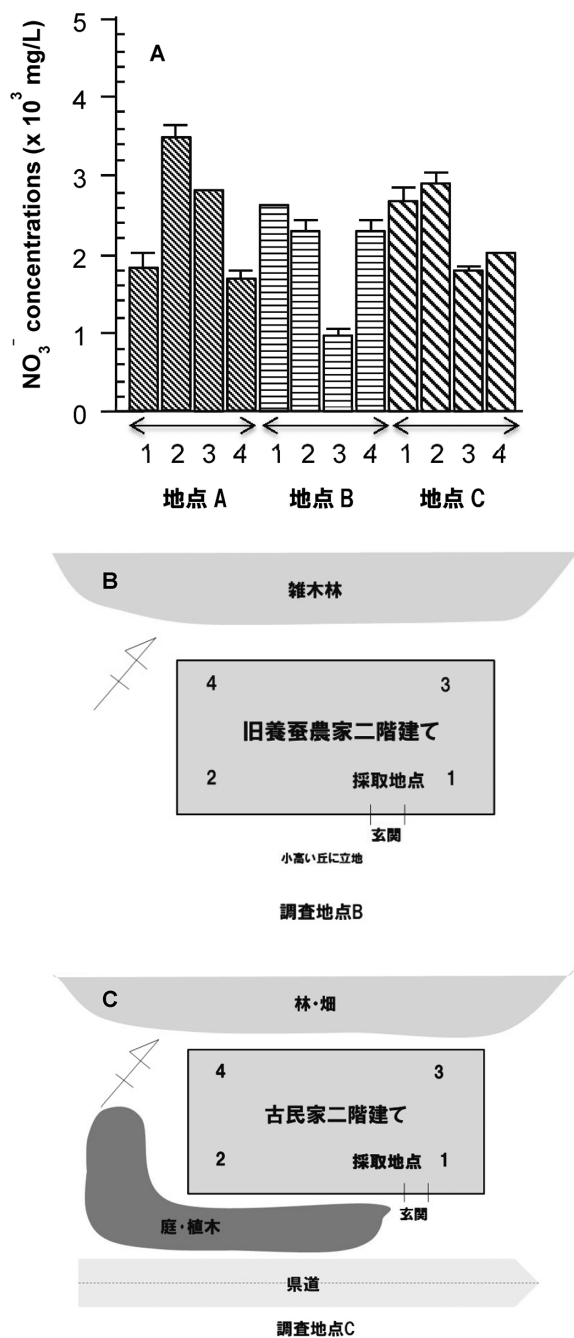 NO₃⁻ concentrations (x 10³ mg/L)
A
5
4
3
2
1
0
1 2 3 4 1 2 3 4 1 2 3 4
地点 A 地点 B 地点 C
B
雑木林
4 3
旧養蚕農家二階建て
2 採取地点 1
玄関
小高い丘に立地
調査地点B
C
林・畑
4 3
古民家二階建て
2 採取地点 1
玄関
庭・植木
県道
調査地点C